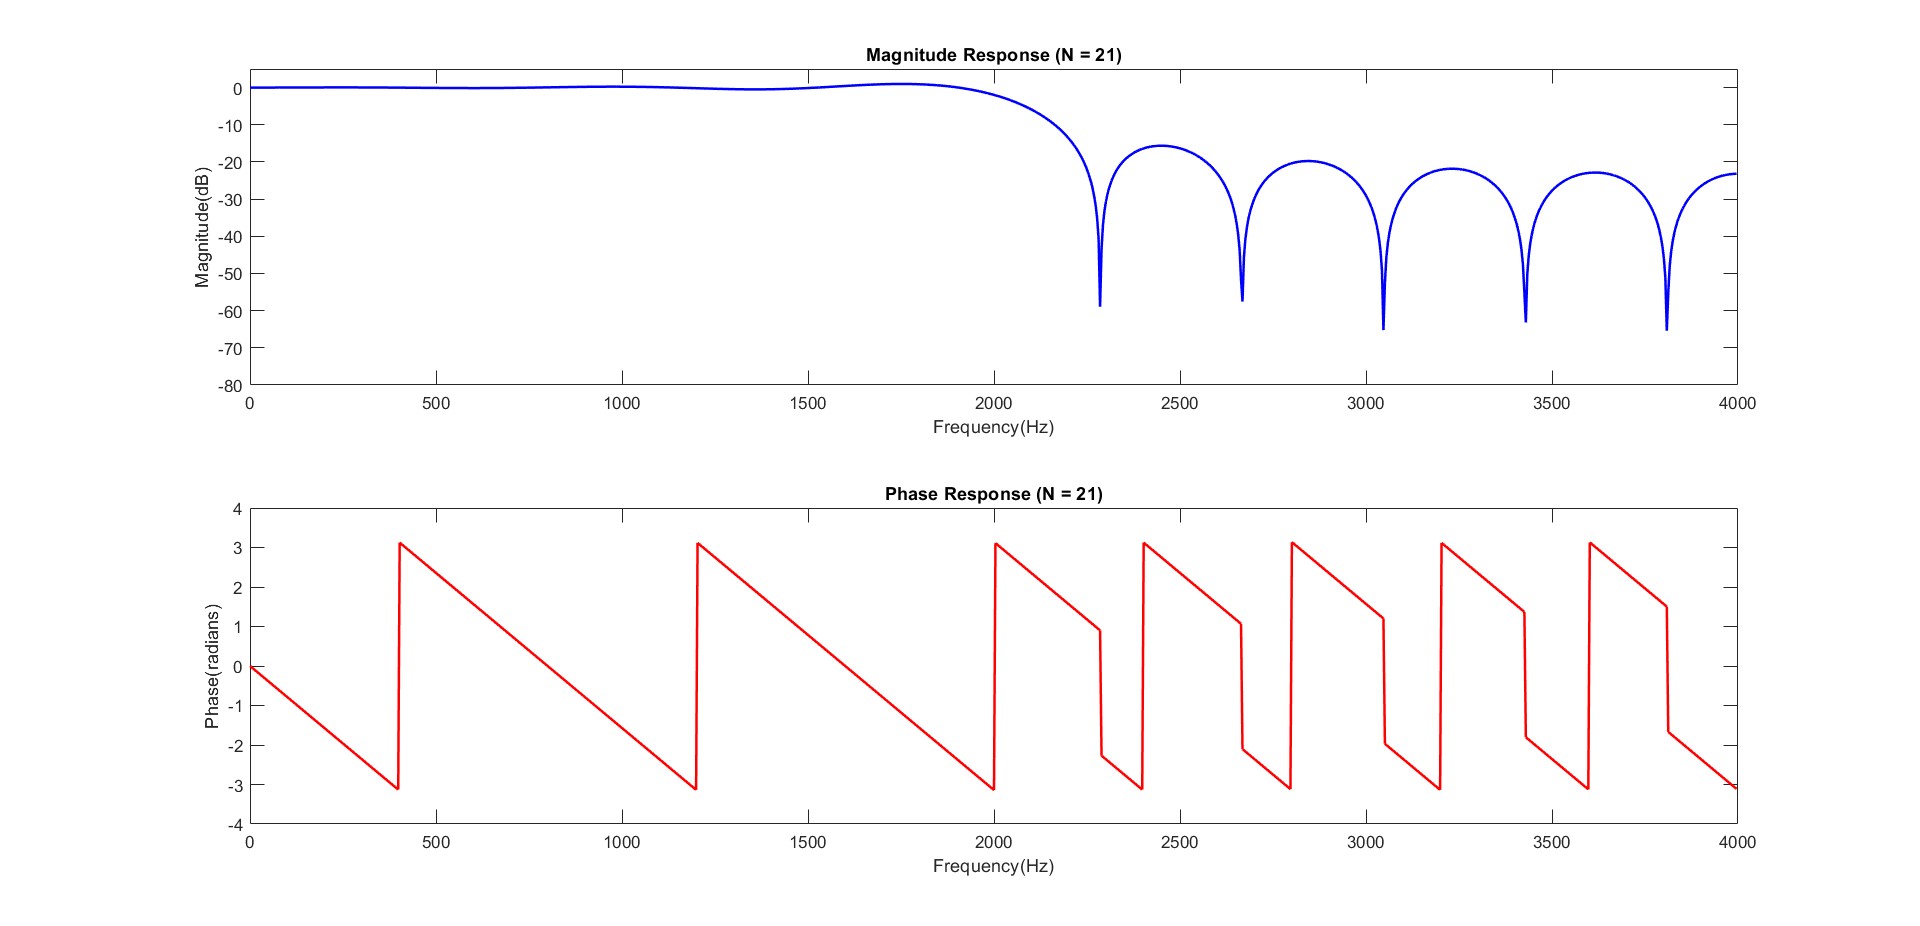 Magnitude Response (N = 21)
0
-10
-20
-30
-40
-50
-60
-70
-80
Magnitude(dB)
0 500 1000 1500 2000 2500 3000 3500 4000
Frequency(Hz)
Phase Response (N = 21)
4
3
2
1
0
-1
-2
-3
-4
Phase(radians)
0 500 1000 1500 2000 2500 3000 3500 4000
Frequency(Hz)